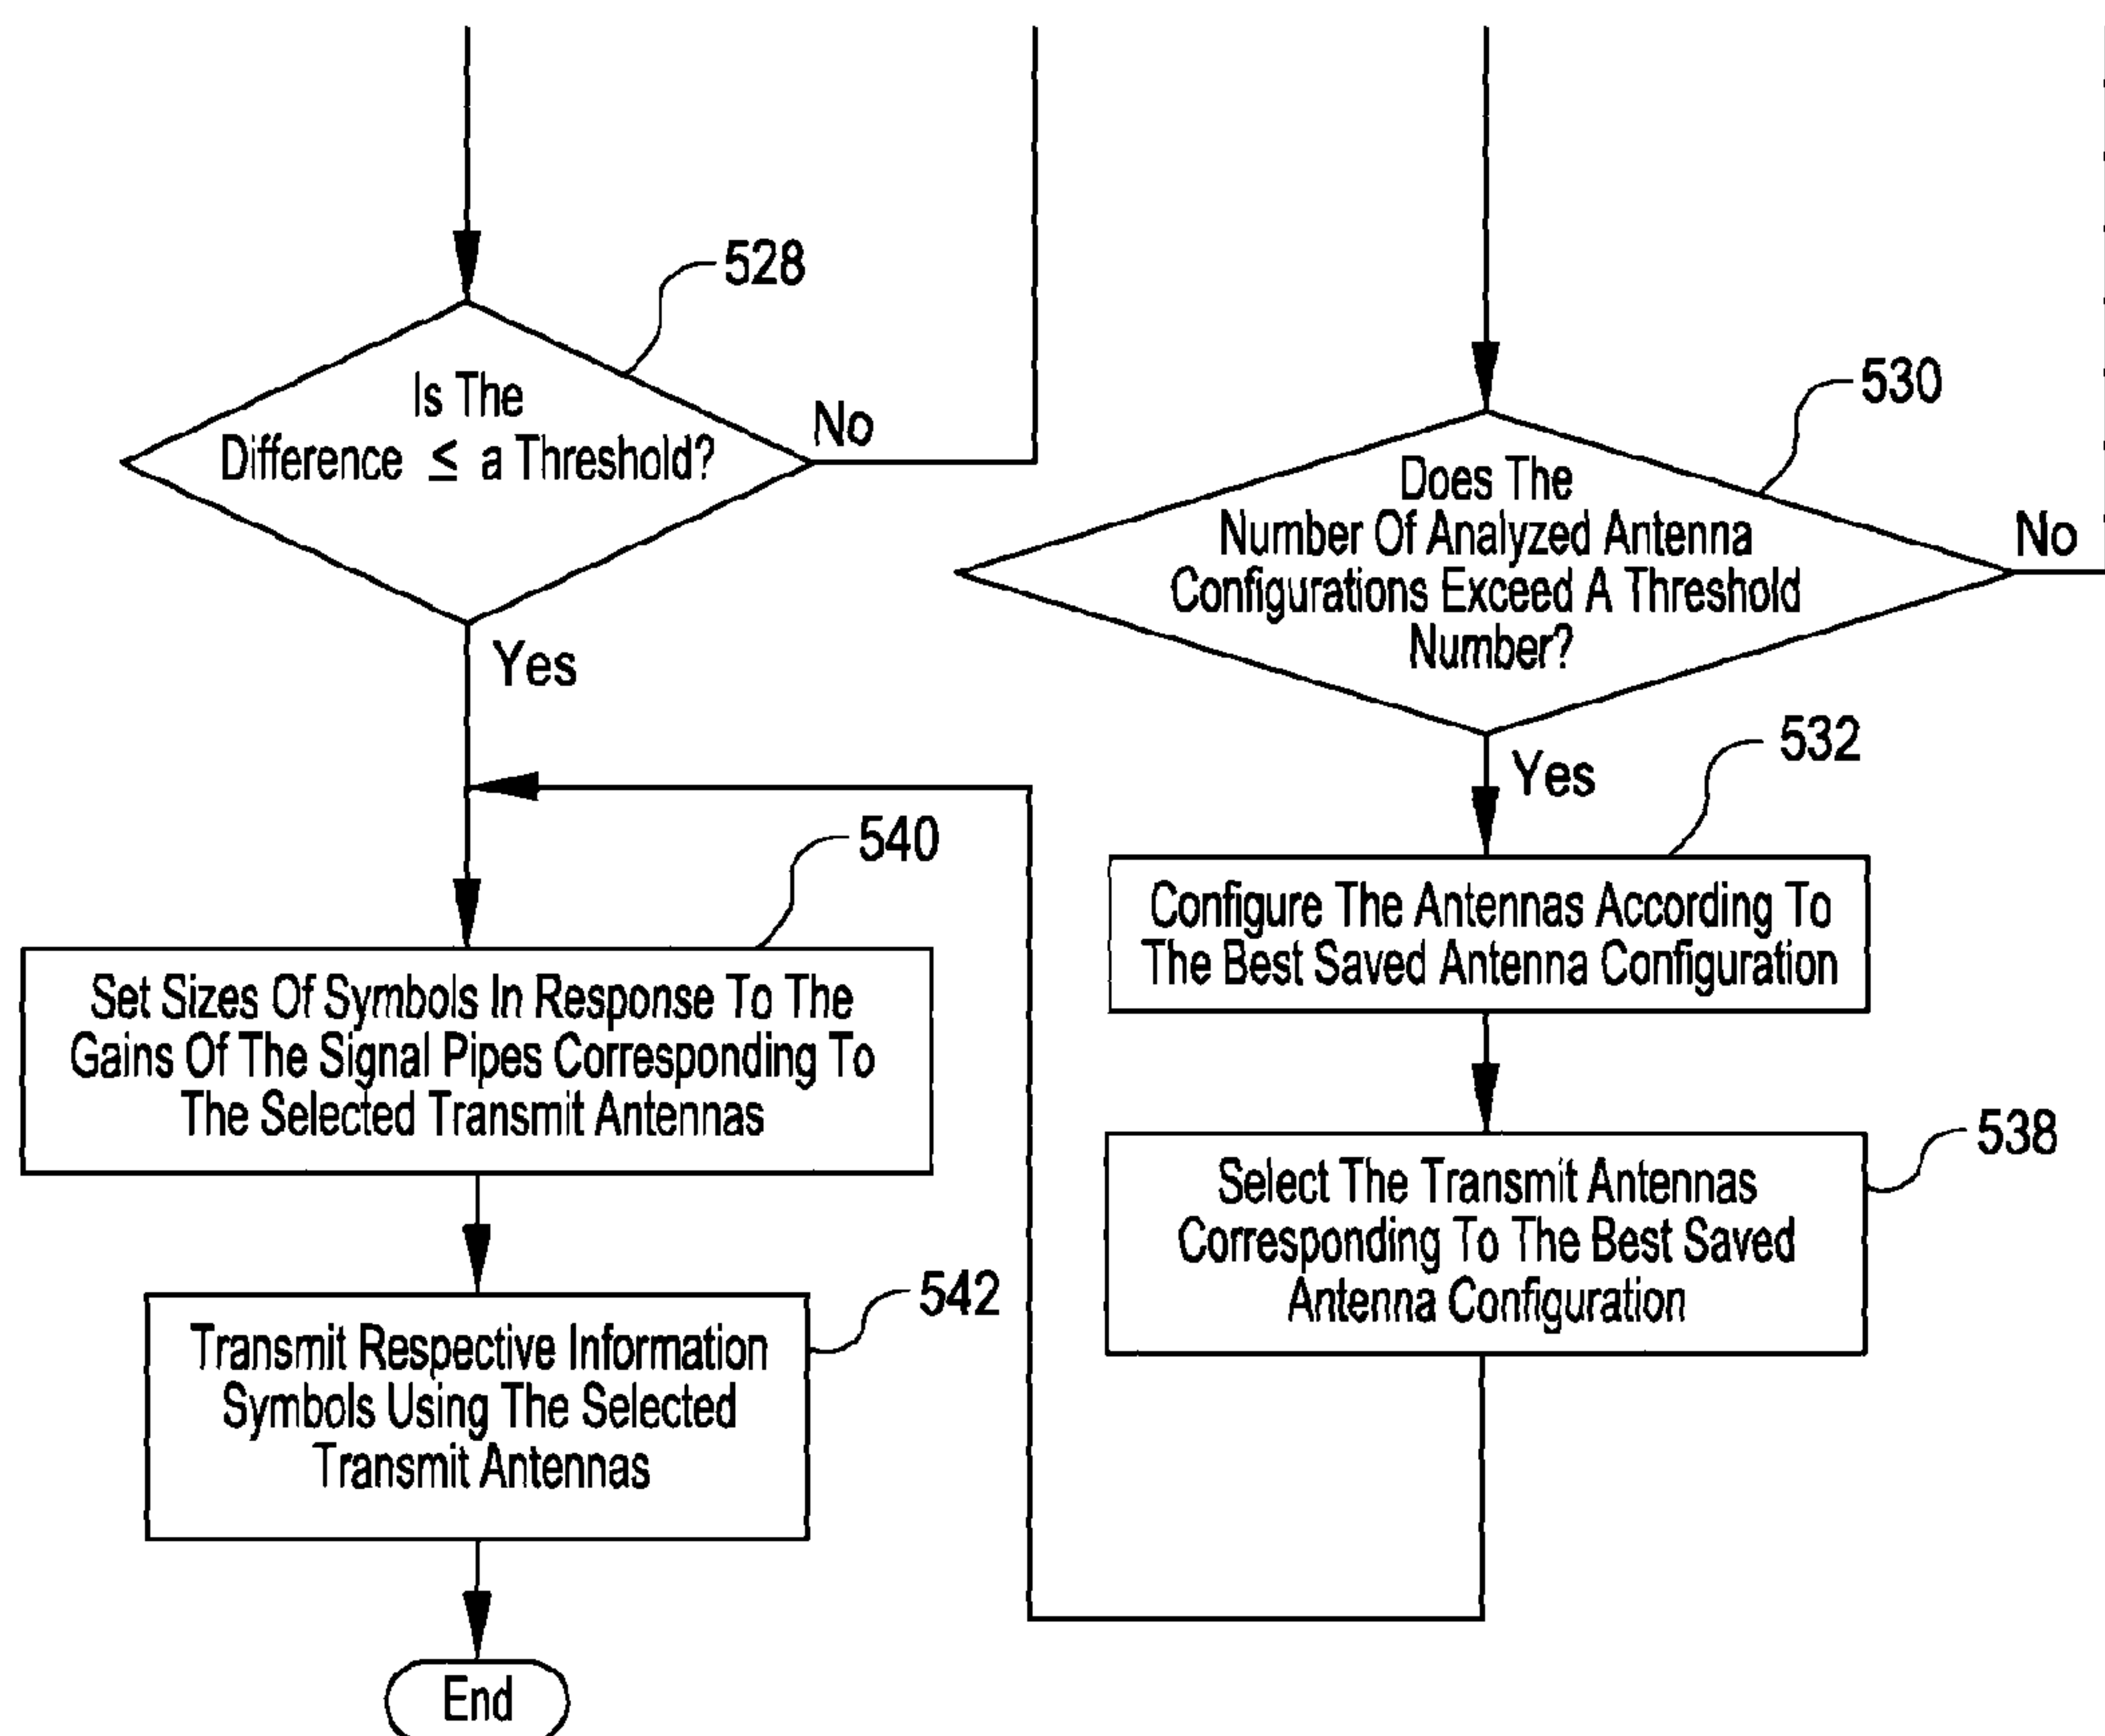 528
Is The
Difference ≤ a Threshold?
No
Yes
530
Does The
Number Of Analyzed Antenna
Configurations Exceed A Threshold
Number?
No
Yes
532
Configure The Antennas According To
The Best Saved Antenna Configuration
538
Select The Transmit Antennas
Corresponding To The Best Saved
Antenna Configuration
540
Set Sizes Of Symbols In Response To The
Gains Of The Signal Pipes Corresponding To
The Selected Transmit Antennas
542
Transmit Respective Information
Symbols Using The Selected
Transmit Antennas
End